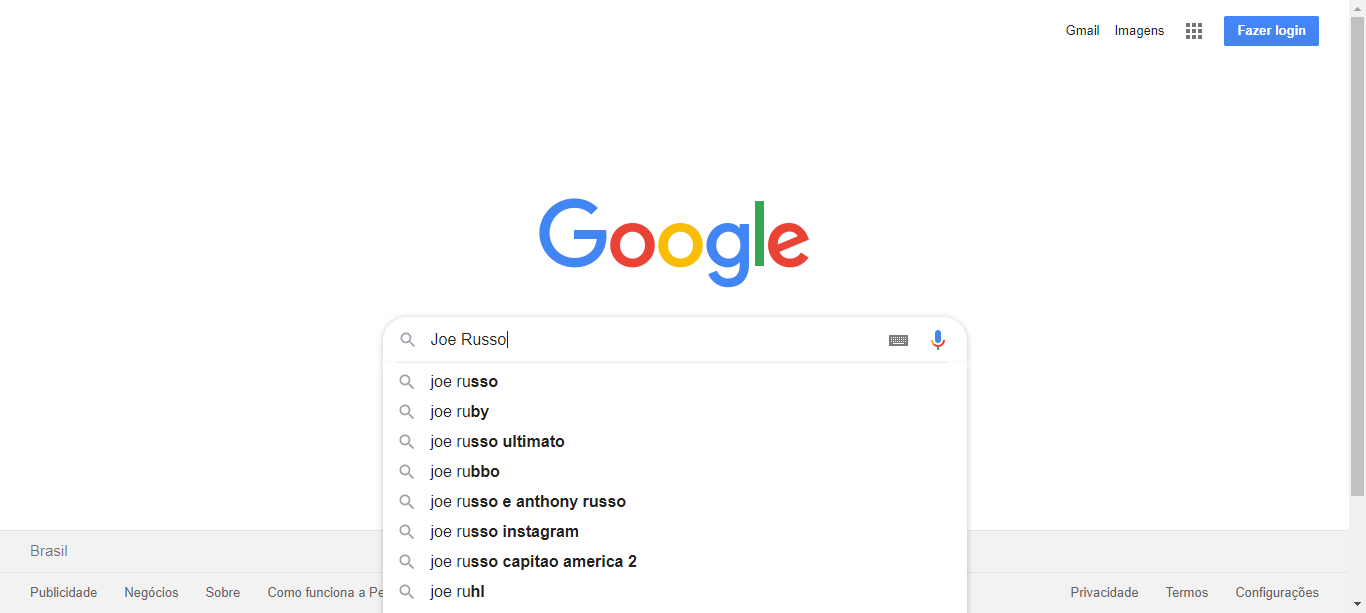 Gmail Imagens Fazer login
Google
Joe Russo
joe russo
joe ruby
joe russo ultimato
joe rubbo
joe russo e anthony russo
joe russo instagram
joe russo capitao america 2
joe ruhl
Brasil
Publicidade Negócios Sobre Como funciona a Privacidade Termos Configurações